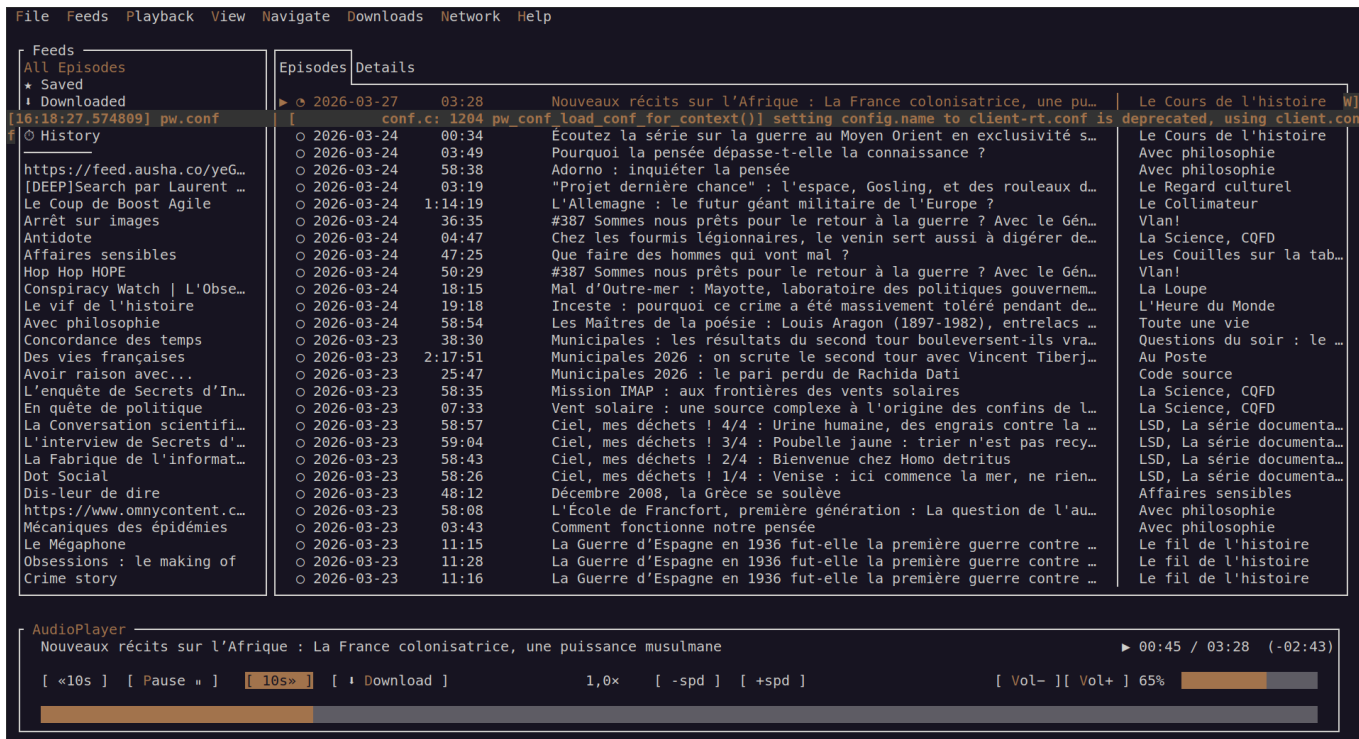 File Feeds Playback View Navigate Downloads Network Help
Feeds
All Episodes
★ Saved
⬇ Downloaded
[16:18:27.574809] pw.conf | [ conf.c: 1204 pw_conf_load_conf_for_context()] setting config.name to client-rt.conf is deprecated, using client.con
f ⏱ History
https://feed.ausha.co/yeG…
[DEEP]Search par Laurent …
Le Coup de Boost Agile
Arrêt sur images
Antidote
Affaires sensibles
Hop Hop HOPE
Conspiracy Watch | L'Obse…
Le vif de l'histoire
Avec philosophie
Concordance des temps
Des vies françaises
Avoir raison avec...
L’enquête de Secrets d’In…
En quête de politique
La Conversation scientifi…
L'interview de Secrets d'…
La Fabrique de l'informat…
Dot Social
Dis-leur de dire
https://www.omnycontent.c…
Mécaniques des épidémies
Le Mégaphone
Obsessions : le making of
Crime story
Episodes Details
▶ ◔ 2026-03-27 03:28 Nouveaux récits sur l’Afrique : La France colonisatrice, une pu… Le Cours de l'histoire W]
○ 2026-03-24 00:34 Écoutez la série sur la guerre au Moyen Orient en exclusivité s… Le Cours de l'histoire
○ 2026-03-24 03:49 Pourquoi la pensée dépasse-t-elle la connaissance ? Avec philosophie
○ 2026-03-24 58:38 Adorno : inquiéter la pensée Avec philosophie
○ 2026-03-24 03:19 "Projet dernière chance" : l'espace, Gosling, et des rouleaux d… Le Regard culturel
○ 2026-03-24 1:14:19 L'Allemagne : le futur géant militaire de l'Europe ? Le Collimateur
○ 2026-03-24 36:35 #387 Sommes nous prêts pour le retour à la guerre ? Avec le Gén… Vlan!
○ 2026-03-24 04:47 Chez les fourmis légionnaires, le venin sert aussi à digérer de… La Science, CQFD
○ 2026-03-24 47:25 Que faire des hommes qui vont mal ? Les Couilles sur la tab…
○ 2026-03-24 50:29 #387 Sommes nous prêts pour le retour à la guerre ? Avec le Gén… Vlan!
○ 2026-03-24 18:15 Mal d’Outre-mer : Mayotte, laboratoire des politiques gouvernem… La Loupe
○ 2026-03-24 19:18 Inceste : pourquoi ce crime a été massivement toléré pendant de… L'Heure du Monde
○ 2026-03-24 58:54 Les Maîtres de la poésie : Louis Aragon (1897-1982), entrelacs … Toute une vie
○ 2026-03-23 38:30 Municipales : les résultats du second tour bouleversent-ils vra… Questions du soir : le …
○ 2026-03-23 2:17:51 Municipales 2026 : on scrute le second tour avec Vincent Tiberj… Au Poste
○ 2026-03-23 25:47 Municipales 2026 : le pari perdu de Rachida Dati Code source
○ 2026-03-23 58:35 Mission IMAP : aux frontières des vents solaires La Science, CQFD
○ 2026-03-23 07:33 Vent solaire : une source complexe à l'origine des confins de l… La Science, CQFD
○ 2026-03-23 58:57 Ciel, mes déchets ! 4/4 : Urine humaine, des engrais contre la … LSD, La série documenta…
○ 2026-03-23 59:04 Ciel, mes déchets ! 3/4 : Poubelle jaune : trier n'est pas recy… LSD, La série documenta…
○ 2026-03-23 58:43 Ciel, mes déchets ! 2/4 : Bienvenue chez Homo detritus LSD, La série documenta…
○ 2026-03-23 58:26 Ciel, mes déchets ! 1/4 : Venise : ici commence la mer, ne rien… LSD, La série documenta…
○ 2026-03-23 48:12 Décembre 2008, la Grèce se soulève Affaires sensibles
○ 2026-03-23 58:08 L'École de Francfort, première génération : La question de l'au… Avec philosophie
○ 2026-03-23 03:43 Comment fonctionne notre pensée Avec philosophie
○ 2026-03-23 11:15 La Guerre d’Espagne en 1936 fut-elle la première guerre contre … Le fil de l'histoire
○ 2026-03-23 11:28 La Guerre d’Espagne en 1936 fut-elle la première guerre contre … Le fil de l'histoire
○ 2026-03-23 11:16 La Guerre d’Espagne en 1936 fut-elle la première guerre contre … Le fil de l'histoire
AudioPlayer
Nouveaux récits sur l’Afrique : La France colonisatrice, une puissance musulmane ▶ 00:45 / 03:28 (-02:43)
[ «10s ] [ Pause ⏸ ] [ 10s» ] [ ⬇ Download ] 1,0× [ -spd ] [ +spd ] [ Vol− ][ Vol+ ] 65%